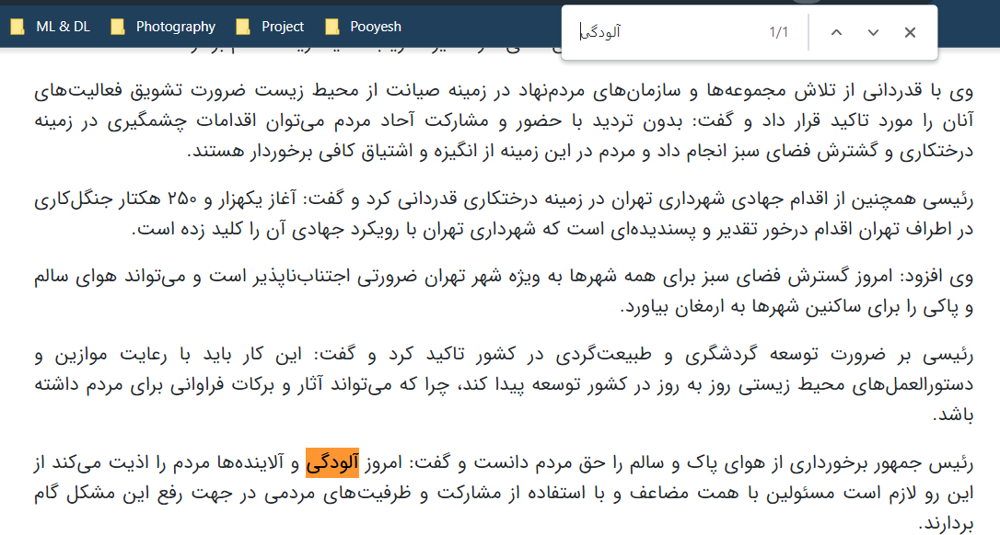 ML & DL
Photography
Project
Pooyesh
آلودگی
1/1
وی با قدردانی از تلاش مجموعه‌ها و سازمان‌های مردم‌نهاد در زمینه صیانت از محیط زیست ضرورت تشویق فعالیت‌های
آنان را مورد تاکید قرار داد و گفت: بدون تردید با حضور و مشارکت آحاد مردم می‌توان اقدامات چشمگیری در زمینه
درختکاری و گشترش فضای سبز انجام داد و مردم در این زمینه از انگیزه و اشتیاق کافی برخوردار هستند.
رئیسی همچنین از اقدام جهادی شهرداری تهران در زمینه درختکاری قدردانی کرد و گفت: آغاز یکهزار و ۲۵۰ هکتار جنگل‌کاری
در اطراف تهران اقدام درخور تقدیر و پسندیده‌ای است که شهرداری تهران با رویکرد جهادی آن را کلید زده است.
وی افزود: امروز گسترش فضای سبز برای همه شهرها به ویژه شهر تهران ضرورتی اجتناب‌ناپذیر است و می‌تواند هوای سالم
و پاکی را برای ساکنین شهرها به ارمغان بیاورد.
رئیسی بر ضرورت توسعه گردشگری و طبیعت‌گردی در کشور تاکید کرد و گفت: این کار باید با رعایت موازین و
دستورالعمل‌های محیط زیستی روز به روز در کشور توسعه پیدا کند، چرا که می‌تواند آثار و برکات فراوانی برای مردم داشته
باشد.
رئیس جمهور برخورداری از هوای پاک و سالم را حق مردم دانست و گفت: امروز آلودگی و آلاینده‌ها مردم را اذیت می‌کند از
این رو لازم است مسئولین با همت مضاعف و با استفاده از مشارکت و ظرفیت‌های مردمی در جهت رفع این مشکل گام
بردارند.